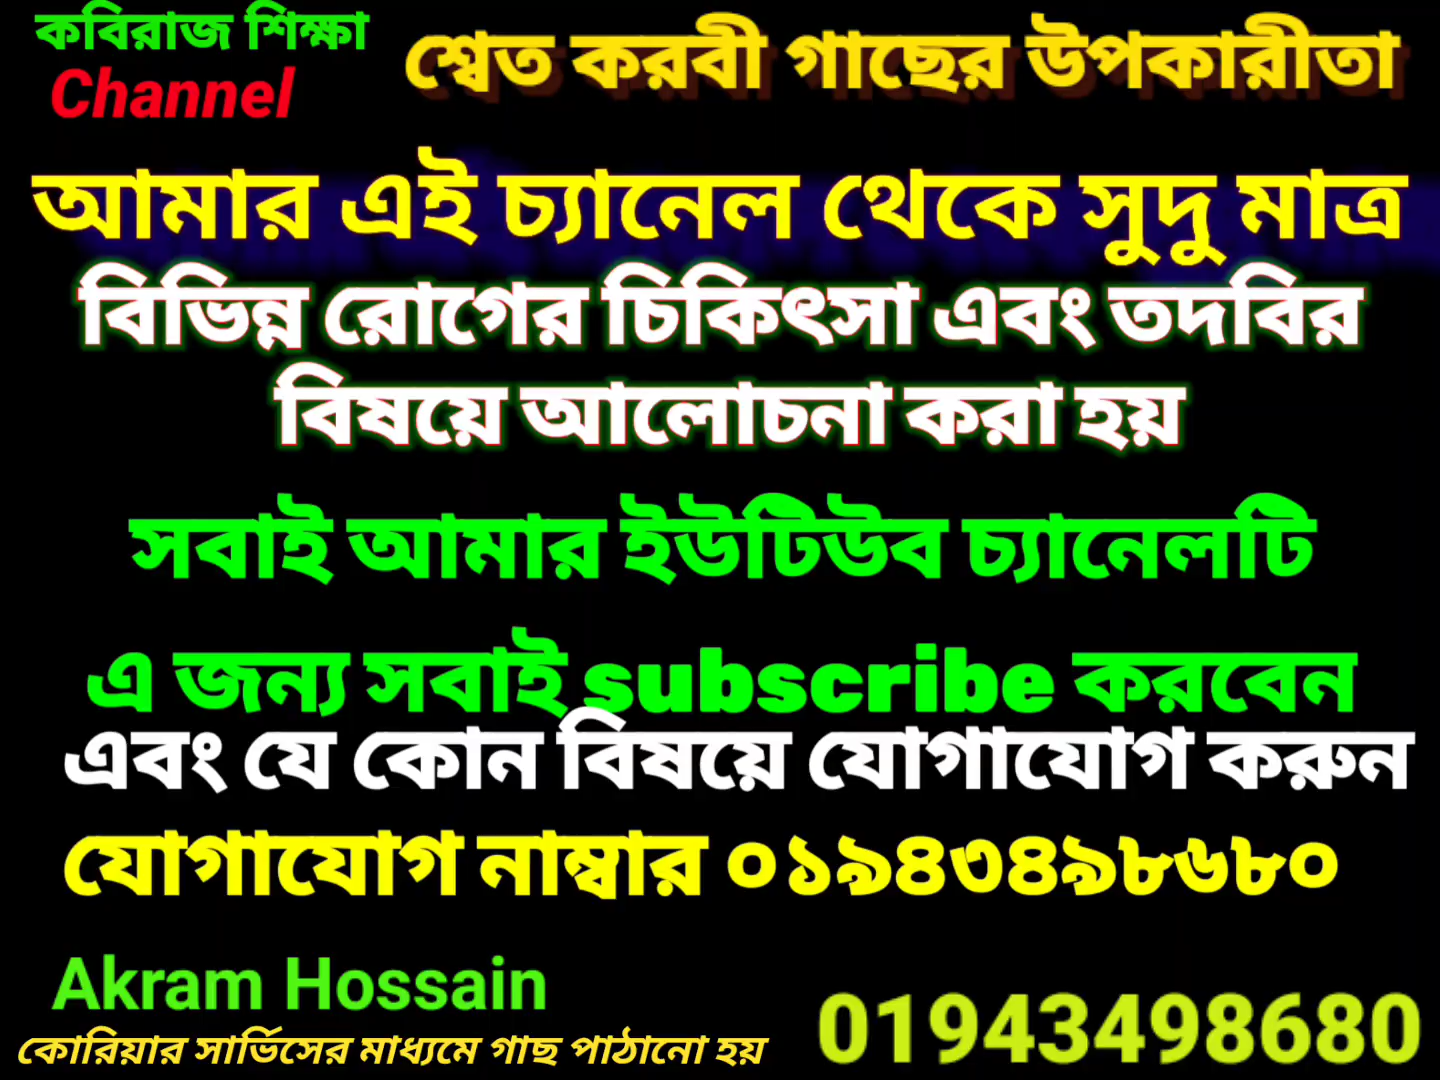 কবিরাজ শিক্ষা
Channel
শ্বেত করবী গাছের উপকারীতা
আমার এই চ্যানেল থেকে সুদু মাত্র
বিভিন্ন রোগের চিকিৎসা এবং তদবির
বিষয়ে আলোচনা করা হয়
সবাই আমার ইউটিউব চ্যানেলটি
এ জন্য সবাই subscribe করবেন
এবং যে কোন বিষয়ে যোগাযোগ করুন
যোগাযোগ নাম্বার ০১৯৪৩৪৯৮৬৮০
Akram Hossain
01943498680
কোরিয়ার সার্ভিসের মাধ্যমে গাছ পাঠানো হয়